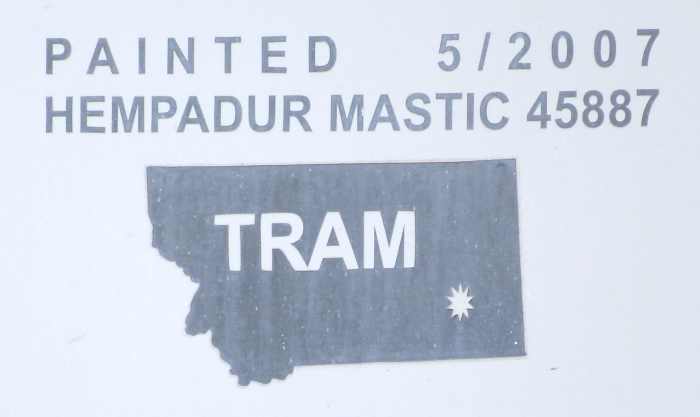 PAINTED 5/2007
HEMPADUR MASTIC 45887
TRAM